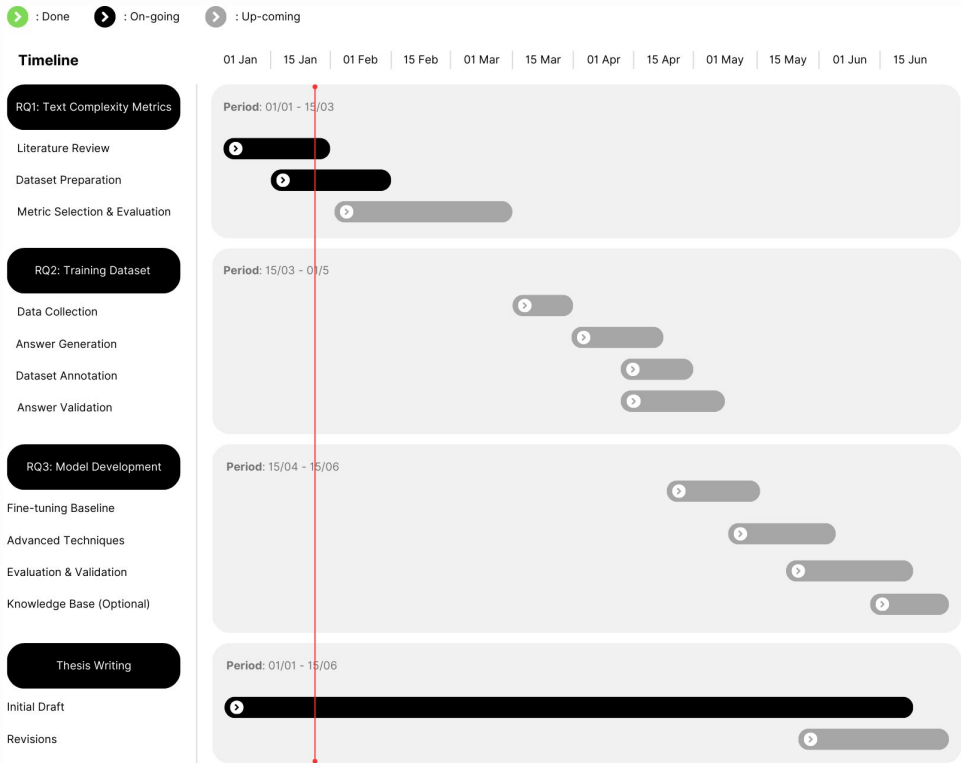 : Done : On-going : Up-coming
Timeline 01 Jan 15 Jan 01 Feb 15 Feb 01 Mar 15 Mar 01 Apr 15 Apr 01 May 15 May 01 Jun 15 Jun
RQ1: Text Complexity Metrics
Period: 01/01 - 15/03
Literature Review
Dataset Preparation
Metric Selection & Evaluation
RQ2: Training Dataset
Period: 15/03 - 01/5
Data Collection
Answer Generation
Dataset Annotation
Answer Validation
RQ3: Model Development
Period: 15/04 - 15/06
Fine-tuning Baseline
Advanced Techniques
Evaluation & Validation
Knowledge Base (Optional)
Thesis Writing
Period: 01/01 - 15/06
Initial Draft
Revisions